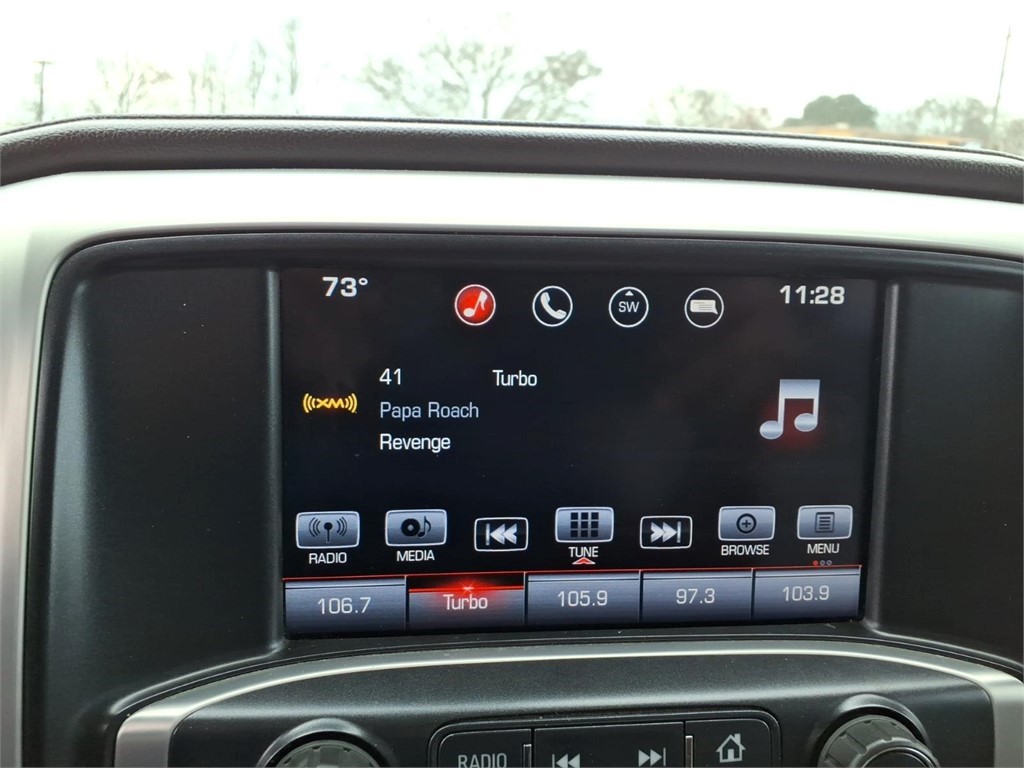 73° SW 11:28
41 Turbo
XM Papa Roach
Revenge
RADIO MEDIA TUNE BROWSE MENU
106.7 Turbo 105.9 97.3 103.9
RADIO